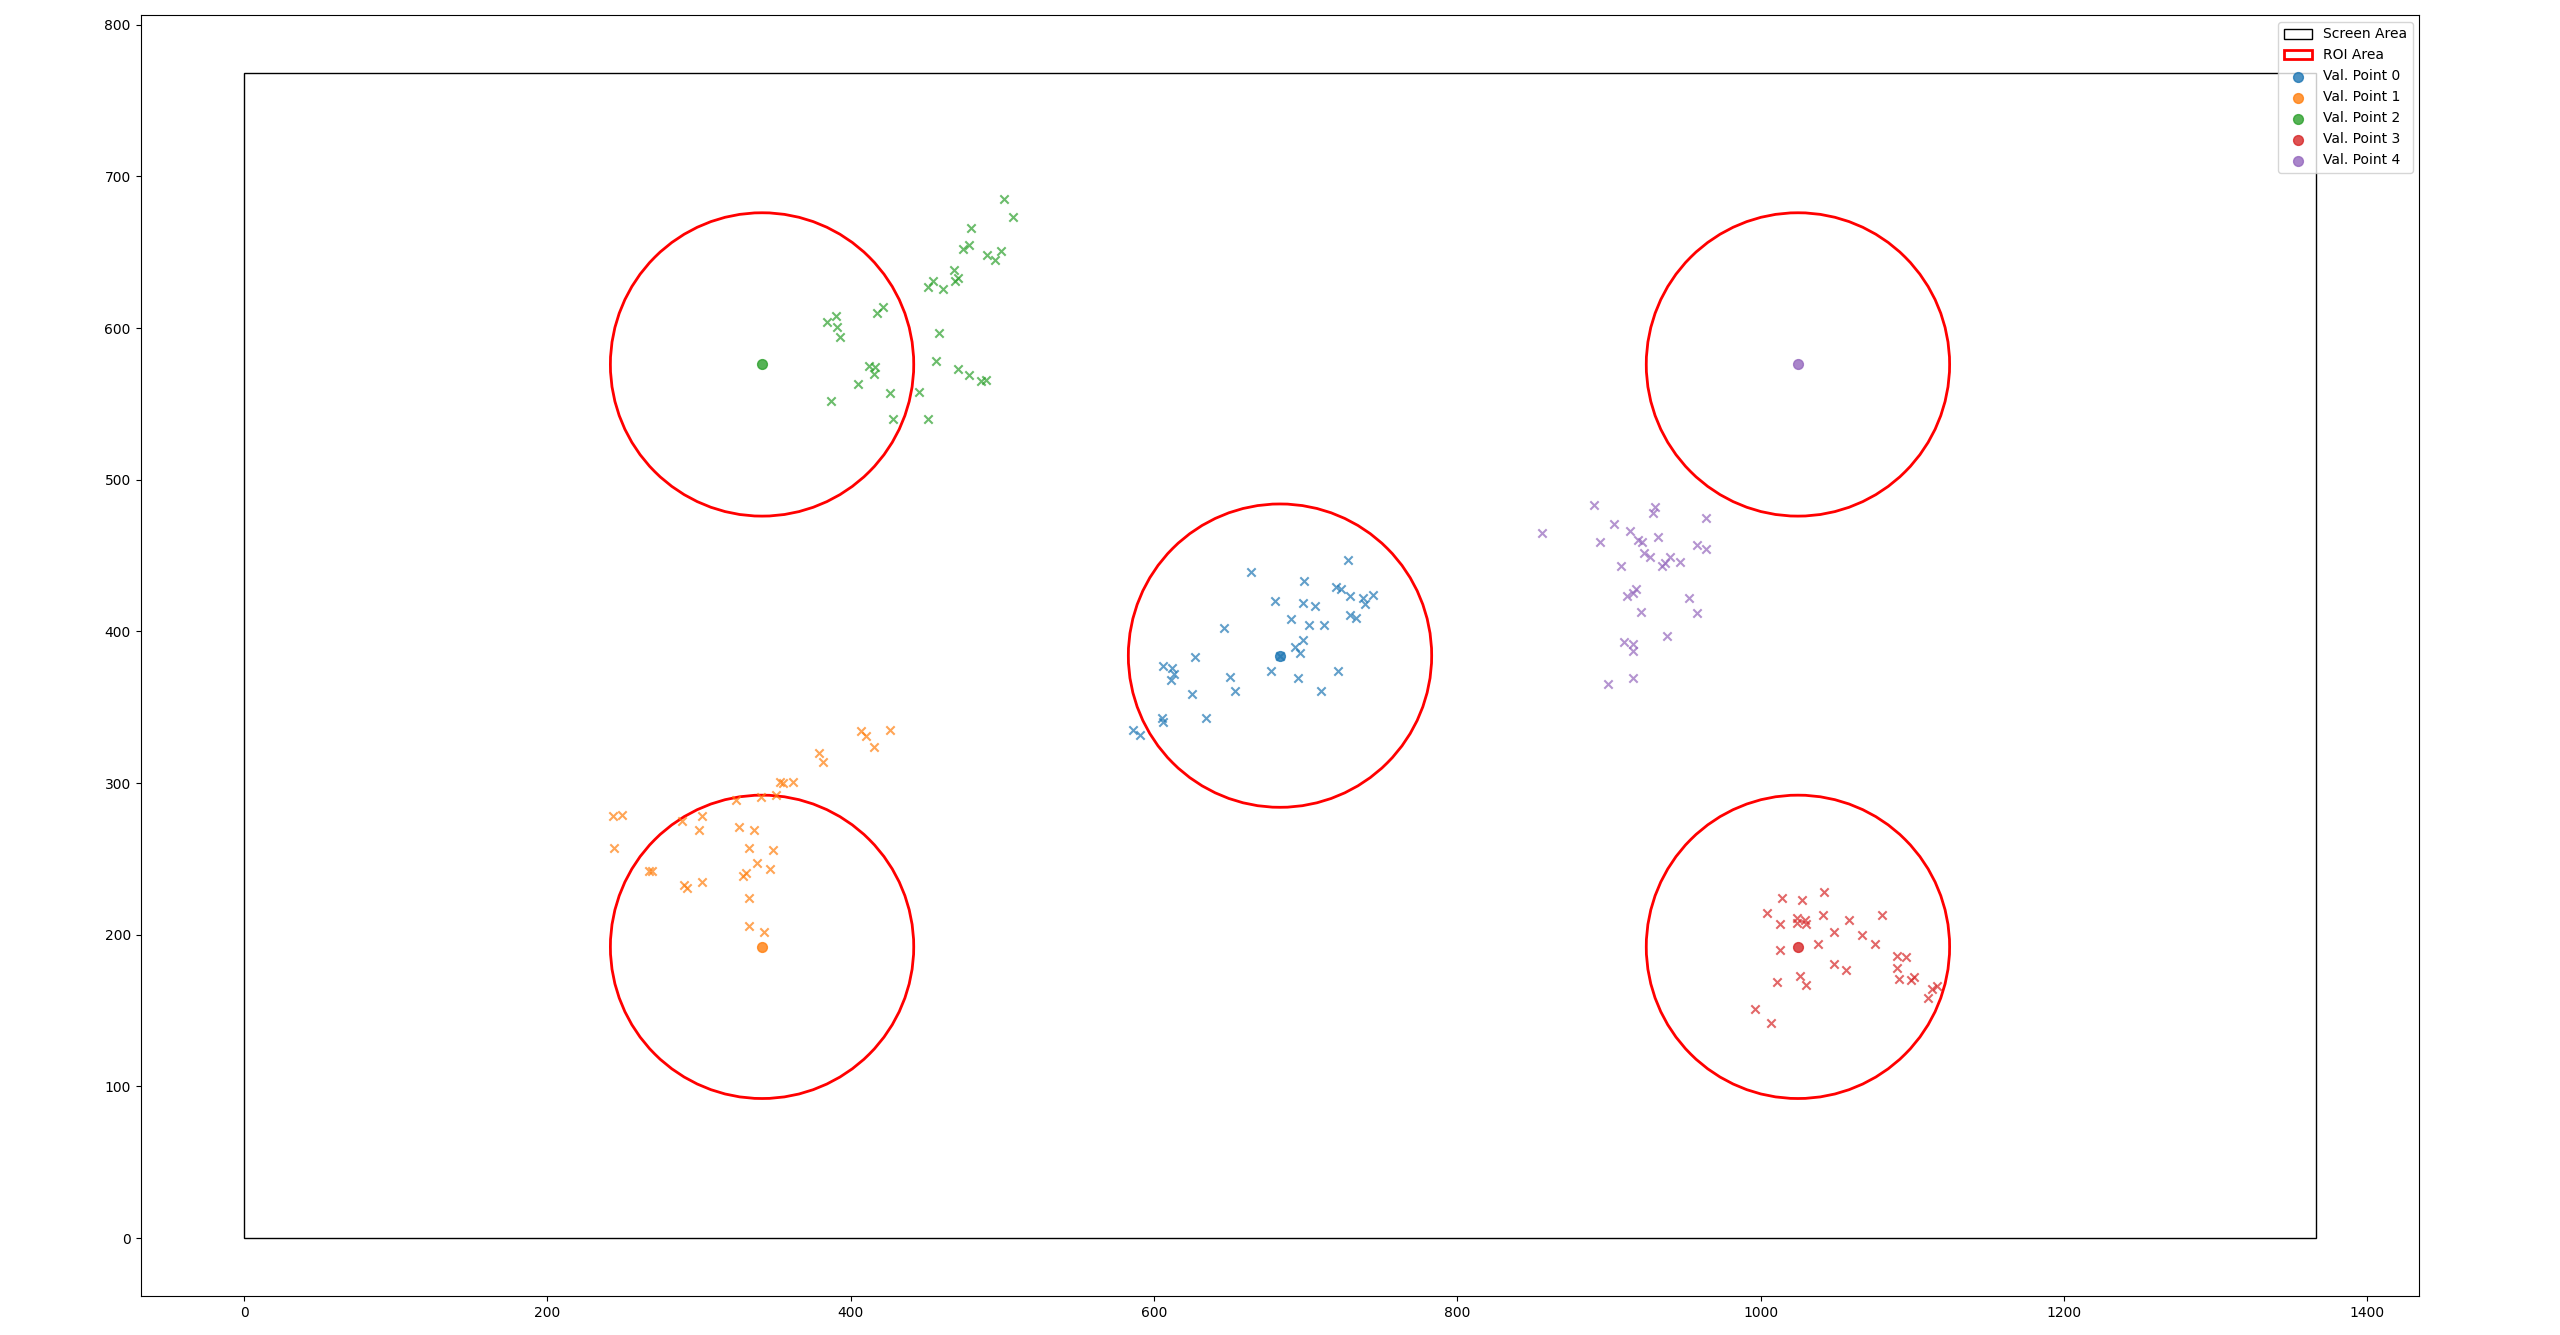 800
700
600
500
400
300
200
100
0
0 200 400 600 800 1000 1200 1400
Screen Area
ROI Area
Val. Point 0
Val. Point 1
Val. Point 2
Val. Point 3
Val. Point 4